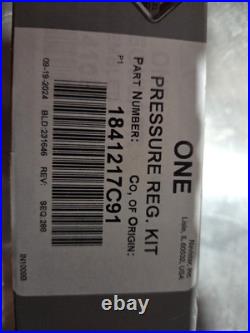 ONE
Navistar, Inc.
Lisle, IL 60532, USA
PRESSURE REG. KIT
PART NUMBER: CO, OF ORIGIN:
1841217C91
P1
09-19-2024 BLD:231646 REV: SEQ:288